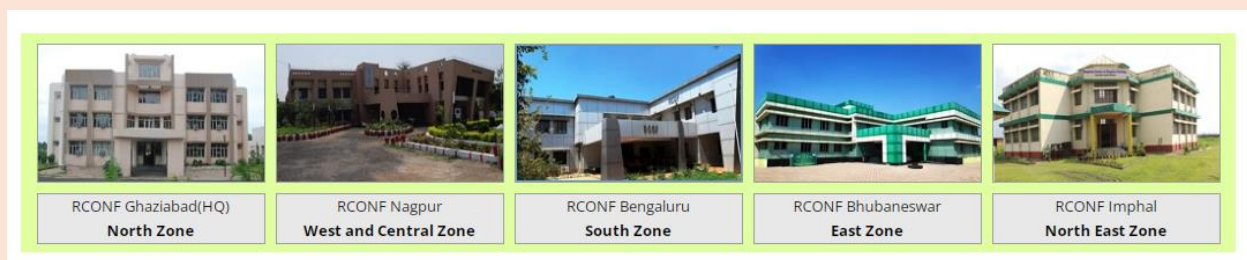 RCONF Ghaziabad(HQ)
North Zone
RCONF Nagpur
West and Central Zone
RCONF Bengaluru
South Zone
RCONF Bhubaneswar
East Zone
RCONF Imphal
North East Zone